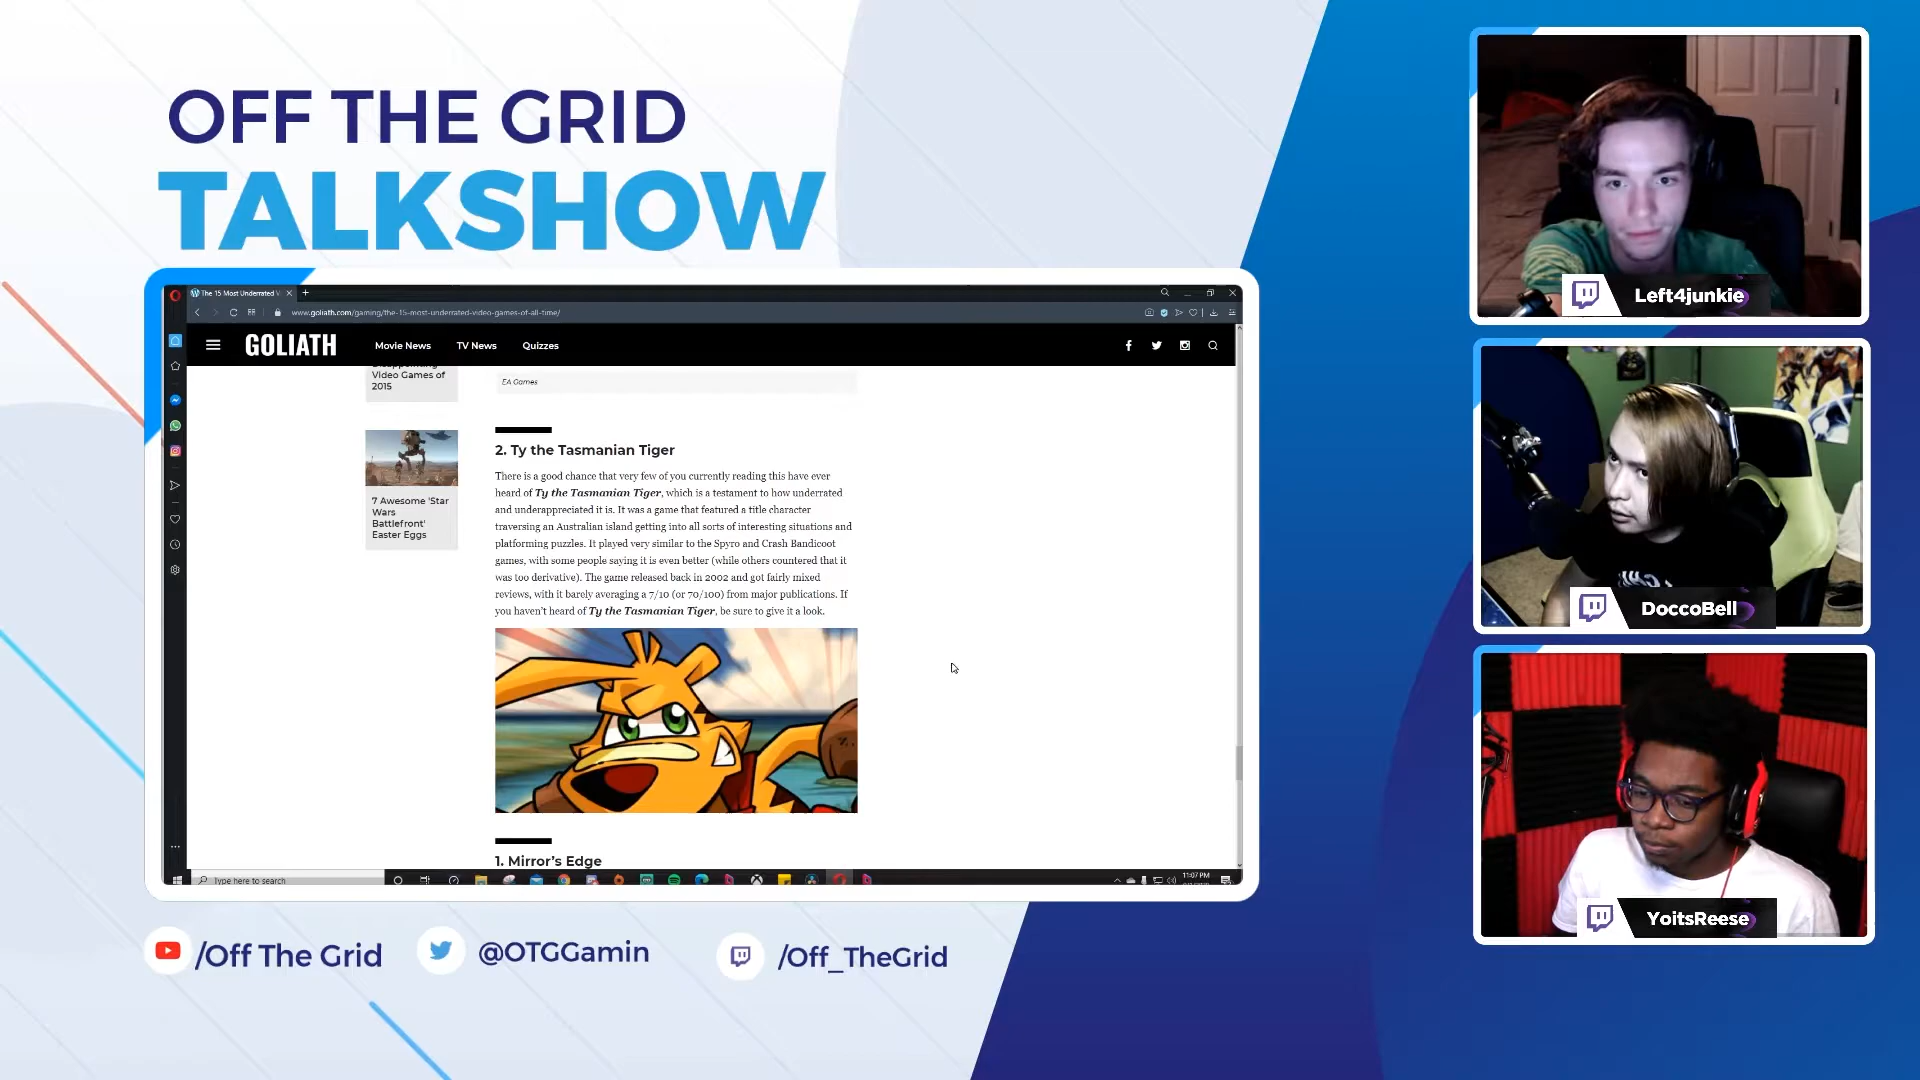 OFF THE GRID
TALKSHOW
The 15 Most Underrated V
www.goliath.com/gaming/the-15-most-underrated-video-games-of-all-time/
GOLIATH
Movie News
TV News
Quizzes
Disappointing
Video Games of
2015
EA Games
7 Awesome 'Star
Wars
Battlefront'
Easter Eggs
2. Ty the Tasmanian Tiger
There is a good chance that very few of you currently reading this have ever
heard of Ty the Tasmanian Tiger, which is a testament to how underrated
and underappreciated it is. It was a game that featured a title character
traversing an Australian island getting into all sorts of interesting situations and
platforming puzzles. It played very similar to the Spyro and Crash Bandicoot
games, with some people saying it is even better (while others countered that it
was too derivative). The game released back in 2002 and got fairly mixed
reviews, with it barely averaging a 7/10 (or 70/100) from major publications. If
you haven't heard of Ty the Tasmanian Tiger, be sure to give it a look.
1. Mirror's Edge
Type here to search
11:07 PM
/Off The Grid
@OTGGamin
/Off_TheGrid
Left4junkie
DoccoBell
YoitsReese